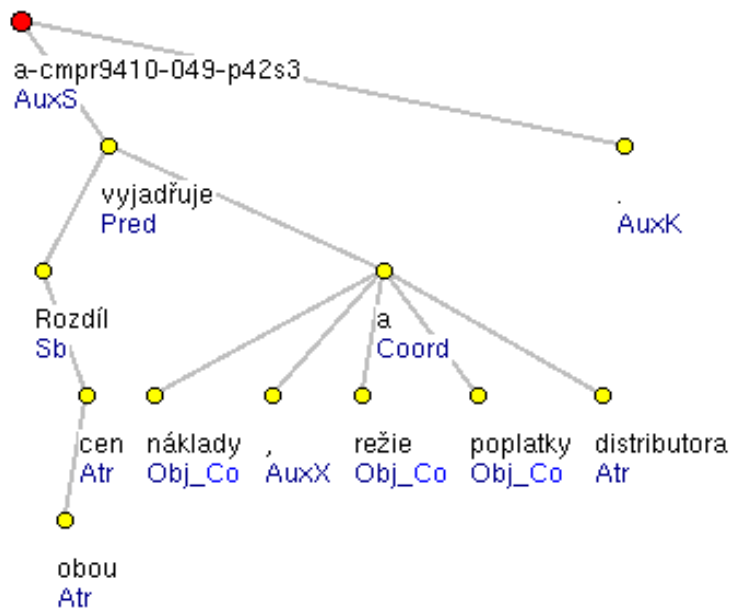 a-cmpr9410-049-p42s3
AuxS
vyjadřuje .
Pred AuxK
Rozdíl a
Sb Coord
cen náklady , režie poplatky distributora
Atr Obj_Co AuxX Obj_Co Obj_Co Atr
obou
Atr